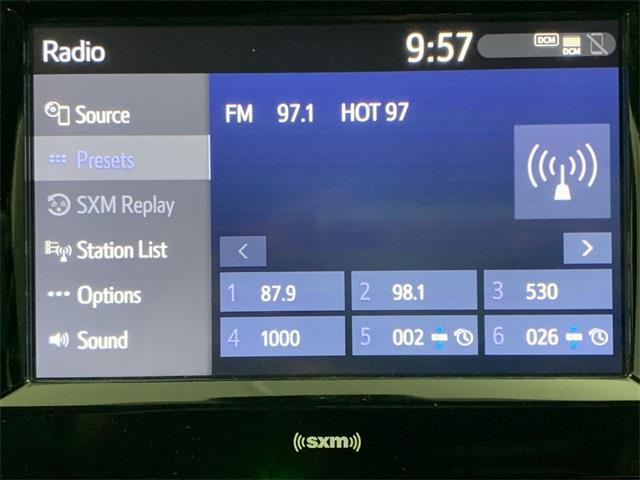 Radio 9:57 DCM DCM
Source
Presets
SXM Replay
Station List
Options
Sound
FM 97.1 HOT 97
< >
1 87.9 2 98.1 3 530
4 1000 5 002 6 026
((sxm))